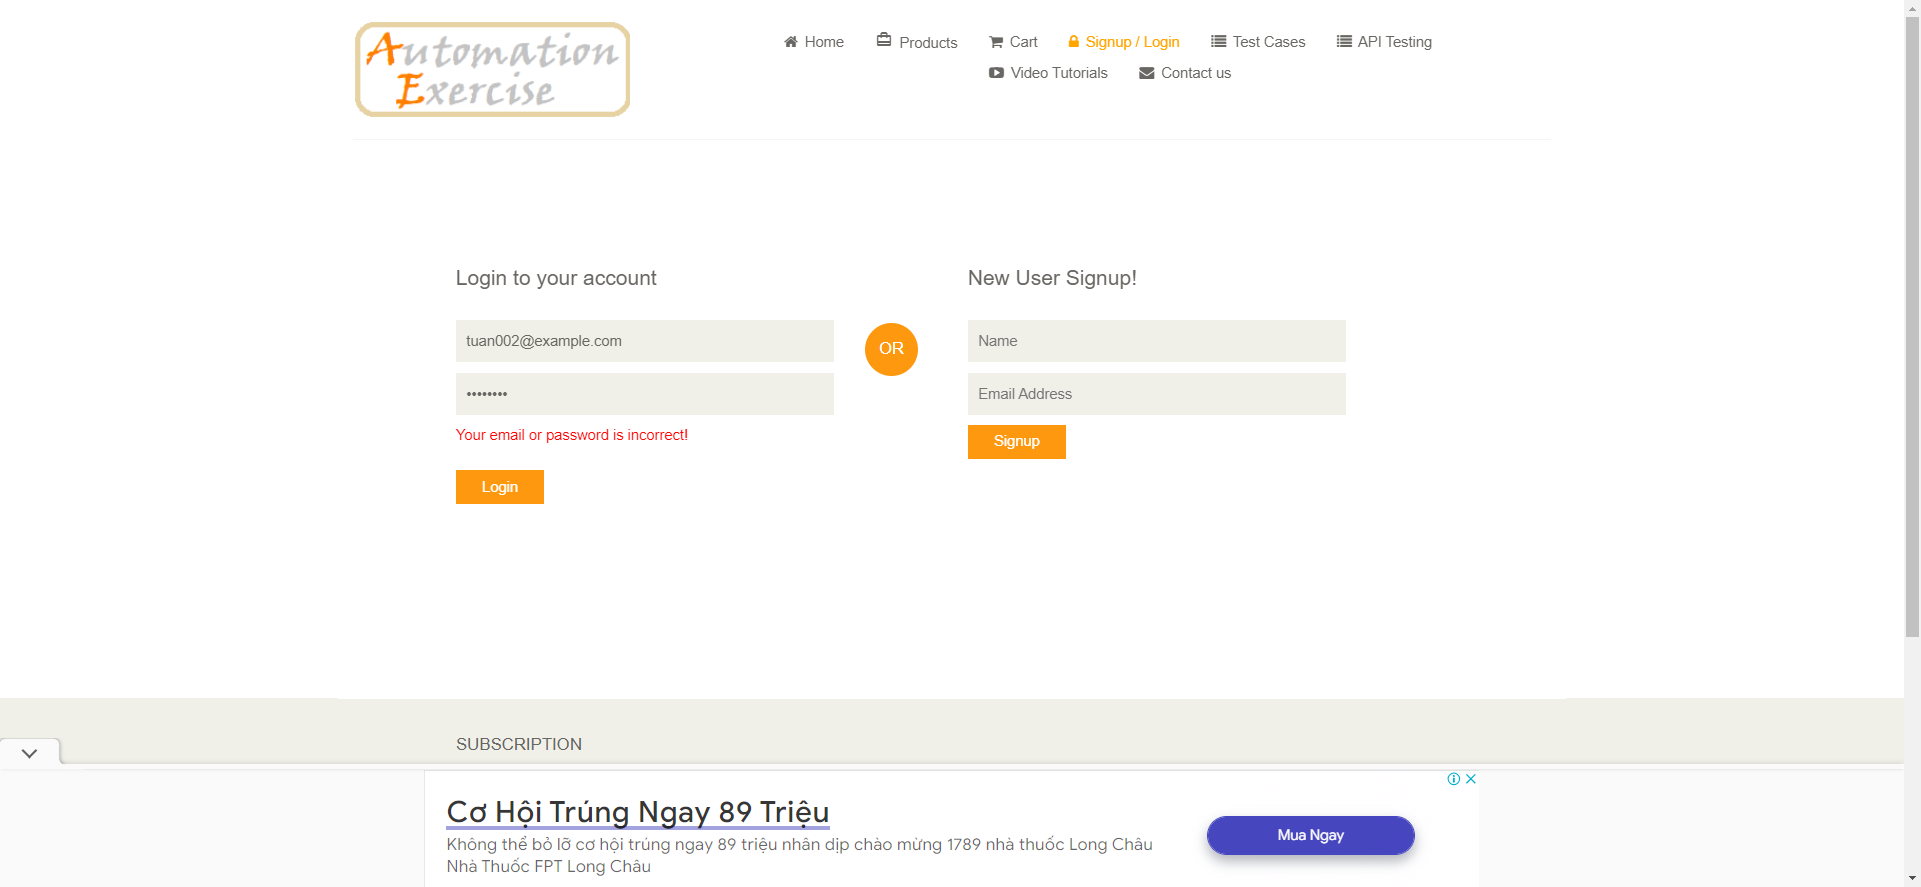 Automation
Exercise
Home
Products
Cart
Signup / Login
Test Cases
API Testing
Video Tutorials
Contact us
Login to your account
tuan002@example.com
••••••••
Your email or password is incorrect!
Login
OR
New User Signup!
Name
Email Address
Signup
SUBSCRIPTION
Cơ Hội Trúng Ngay 89 Triệu
Không thể bỏ lỡ cơ hội trúng ngay 89 triệu nhân dịp chào mừng 1789 nhà thuốc Long Châu
Nhà Thuốc FPT Long Châu
Mua Ngay